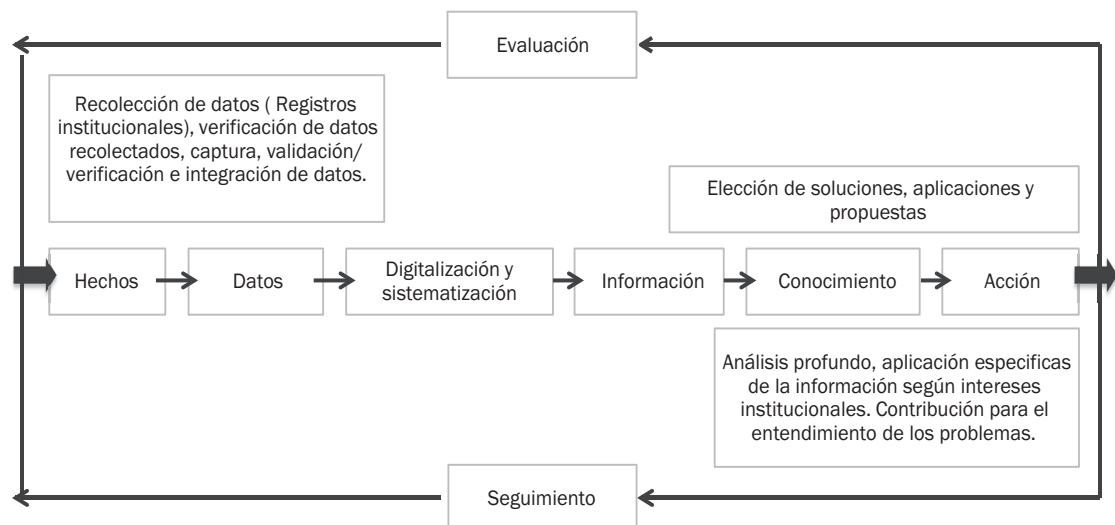 Evaluación
Recolección de datos ( Registros
institucionales), verificación de datos
recolectados, captura, validación/
verificación e integración de datos.
Elección de soluciones, aplicaciones y
propuestas
Hechos
Datos
Digitalización y
sistematización
Información
Conocimiento
Acción
Análisis profundo, aplicación especificas
de la información según intereses
institucionales. Contribución para el
entendimiento de los problemas.
Seguimiento